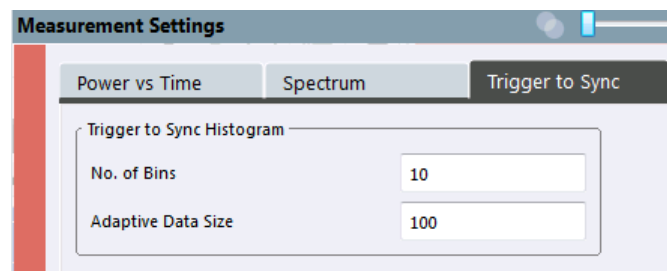 Measurement Settings
Power vs Time Spectrum Trigger to Sync
Trigger to Sync Histogram
No. of Bins 10
Adaptive Data Size 100